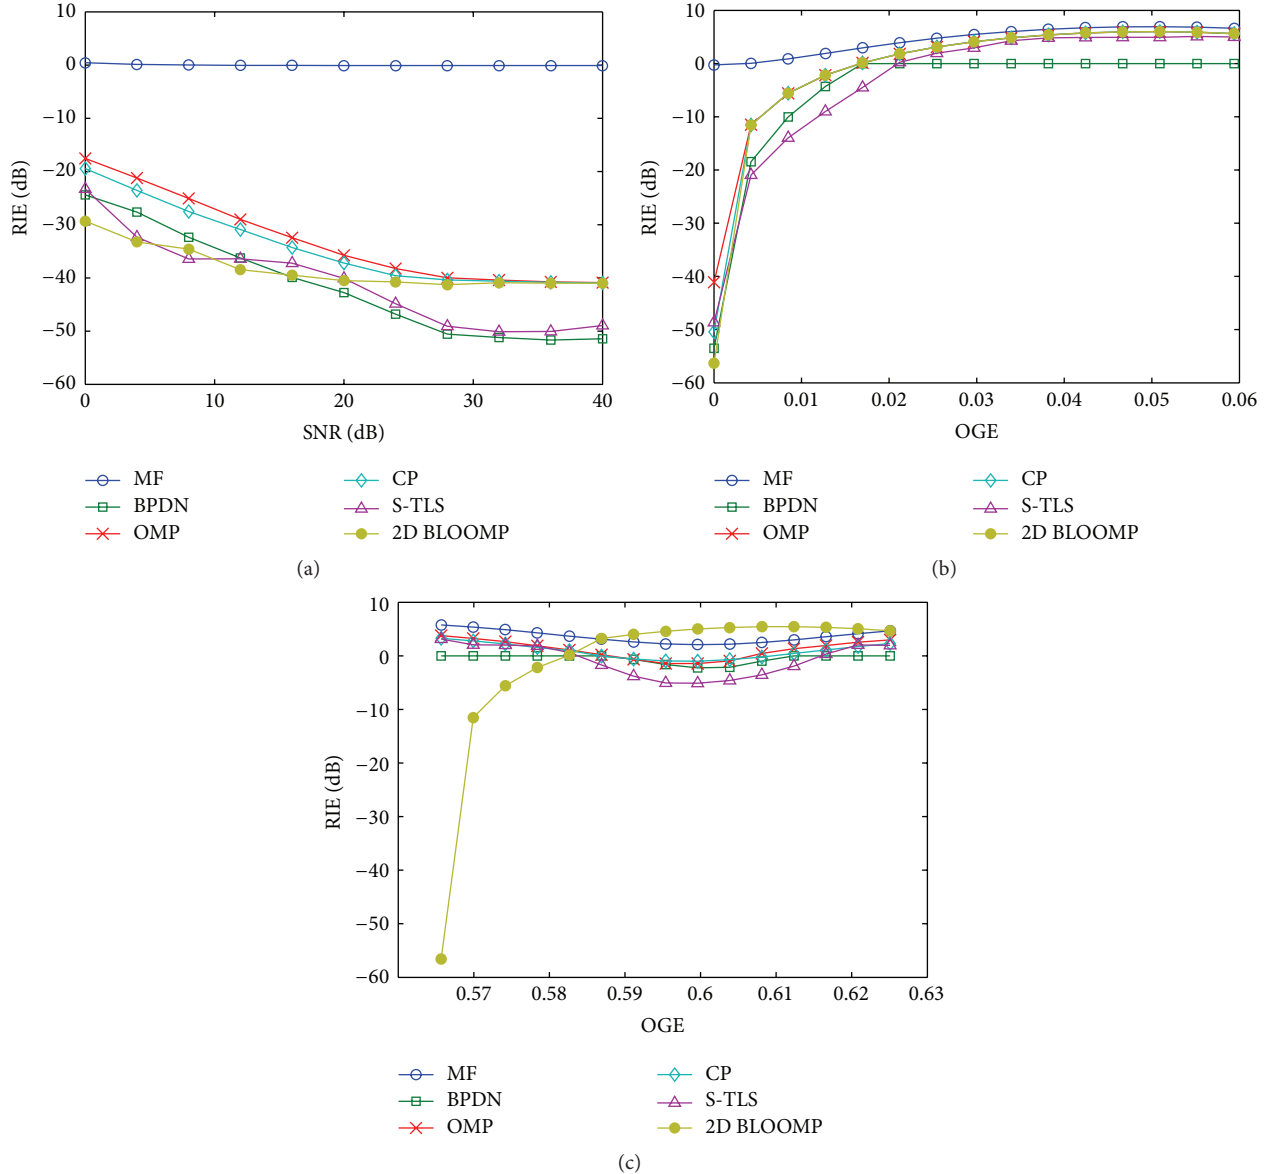 10
0
−10
−20
−30
−40
−50
−60
RIE (dB)
0
10
20
30
40
SNR (dB)
MF
BPDN
OMP
CP
S-TLS
2D BLOOMP
(a)
10
0
−10
−20
−30
−40
−50
−60
RIE (dB)
0
0.01
0.02
0.03
0.04
0.05
0.06
OGE
MF
BPDN
OMP
CP
S-TLS
2D BLOOMP
(b)
10
0
−10
−20
−30
−40
−50
−60
RIE (dB)
0.57
0.58
0.59
0.6
0.61
0.62
0.63
OGE
MF
BPDN
OMP
CP
S-TLS
2D BLOOMP
(c)